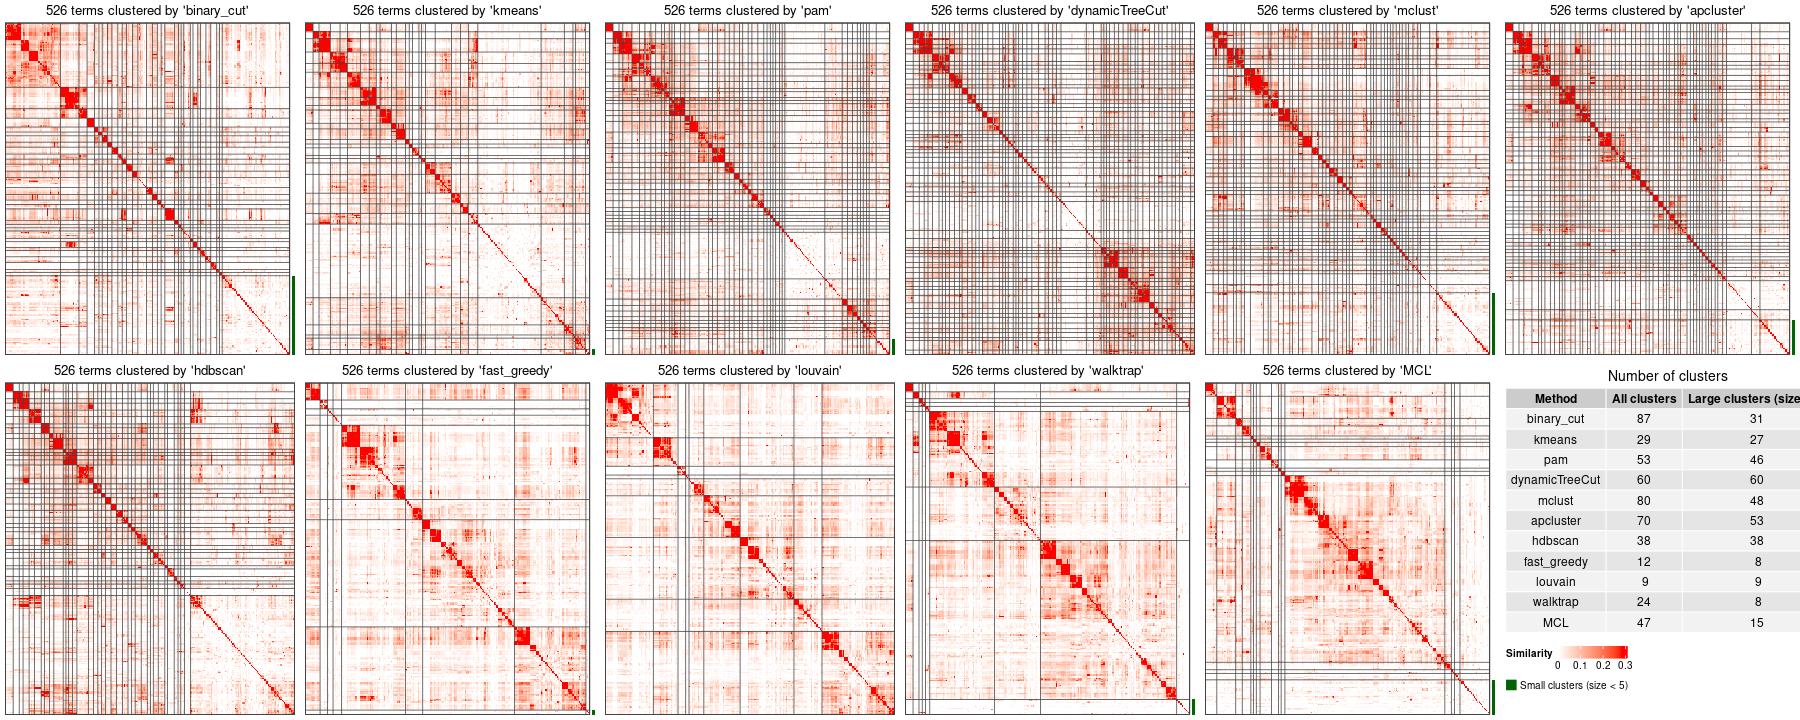 526 terms clustered by 'binary_cut'
526 terms clustered by 'kmeans'
526 terms clustered by 'pam'
526 terms clustered by 'dynamicTreeCut'
526 terms clustered by 'mclust'
526 terms clustered by 'apcluster'
526 terms clustered by 'hdbscan'
526 terms clustered by 'fast_greedy'
526 terms clustered by 'louvain'
526 terms clustered by 'walktrap'
526 terms clustered by 'MCL'
Number of clusters
Method All clusters Large clusters (size
binary_cut 87 31
kmeans 29 27
pam 53 46
dynamicTreeCut 60 60
mclust 80 48
apcluster 70 53
hdbscan 38 38
fast_greedy 12 8
louvain 9 9
walktrap 24 8
MCL 47 15
Similarity
0 0.1 0.2 0.3
Small clusters (size < 5)